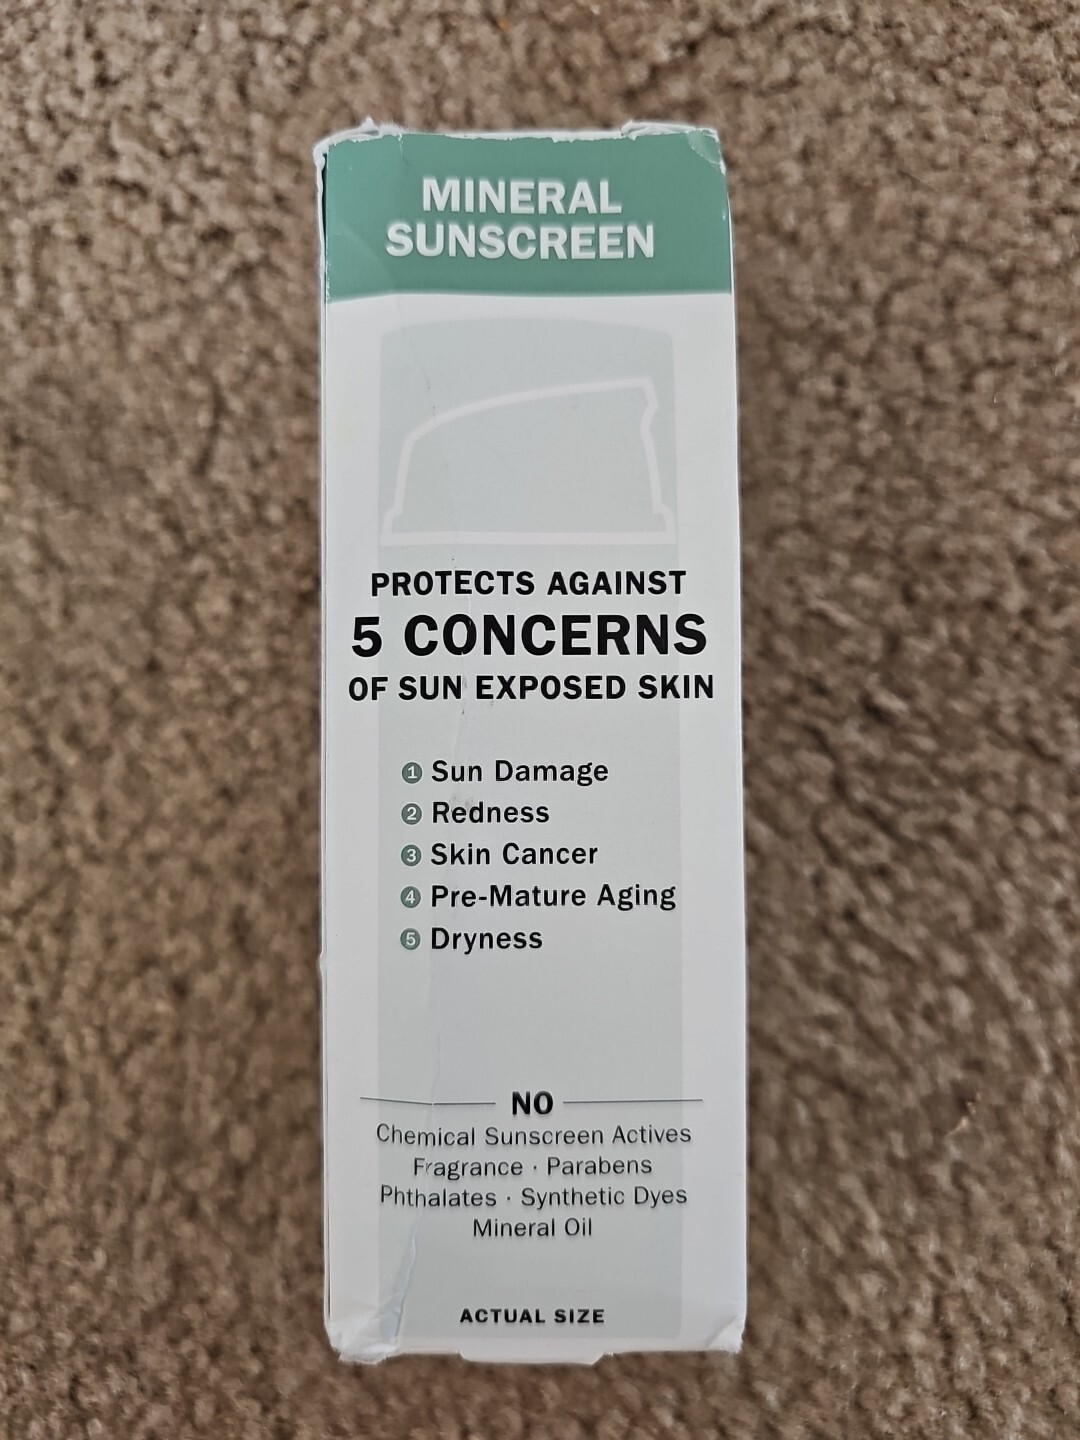 MINERAL
SUNSCREEN
PROTECTS AGAINST
5 CONCERNS
OF SUN EXPOSED SKIN
1 Sun Damage
2 Redness
3 Skin Cancer
4 Pre-Mature Aging
5 Dryness
NO
Chemical Sunscreen Actives
Fragrance · Parabens
Phthalates · Synthetic Dyes
Mineral Oil
ACTUAL SIZE